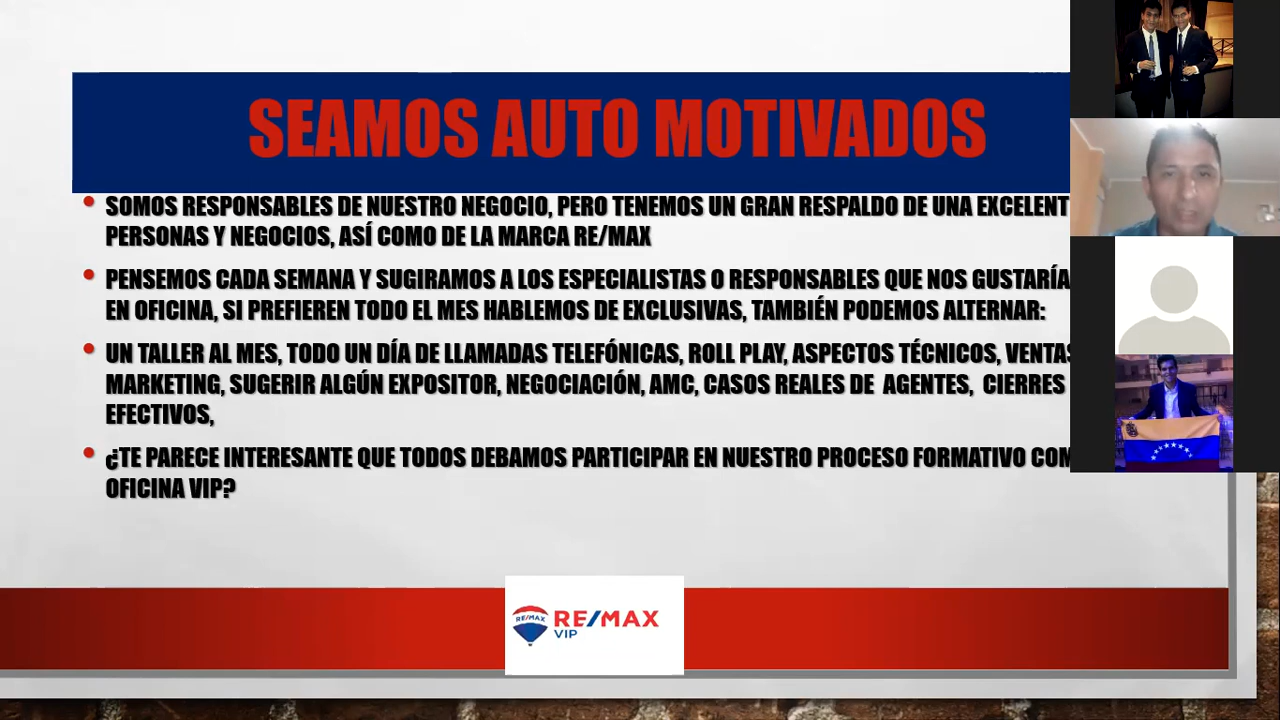 SEAMOS AUTO MOTIVADOS
SOMOS RESPONSABLES DE NUESTRO NEGOCIO, PERO TENEMOS UN GRAN RESPALDO DE UNA
PERSONAS Y NEGOCIOS, ASÍ COMO DE LA MARCA RE/MAX
PENSEMOS CADA SEMANA Y SUGIRAMOS A LOS ESPECIALISTAS O RESPONSABLES QUE NOS GUSTARÍA
EN OFICINA, SI PREFIEREN TODO EL MES HABLEMOS DE EXCLUSIVAS, TAMBIÉN PODEMOS ALTERNAR:
UN TALLER AL MES, TODO UN DÍA DE LLAMADAS TELEFÓNICAS, ROLL PLAY, ASPECTOS TÉCNICOS, VENTAS
MARKETING, SUGERIR ALGÚN EXPOSITOR, NEGOCIACIÓN, AMC, CASOS REALES DE AGENTES, CIERRES
EFECTIVOS,
¿TE PARECE INTERESANTE QUE TODOS DEBAMOS PARTICIPAR EN NUESTRO PROCESO FORMATIVO
OFICINA VIP?
RE/MAX
RE/MAX
VIP